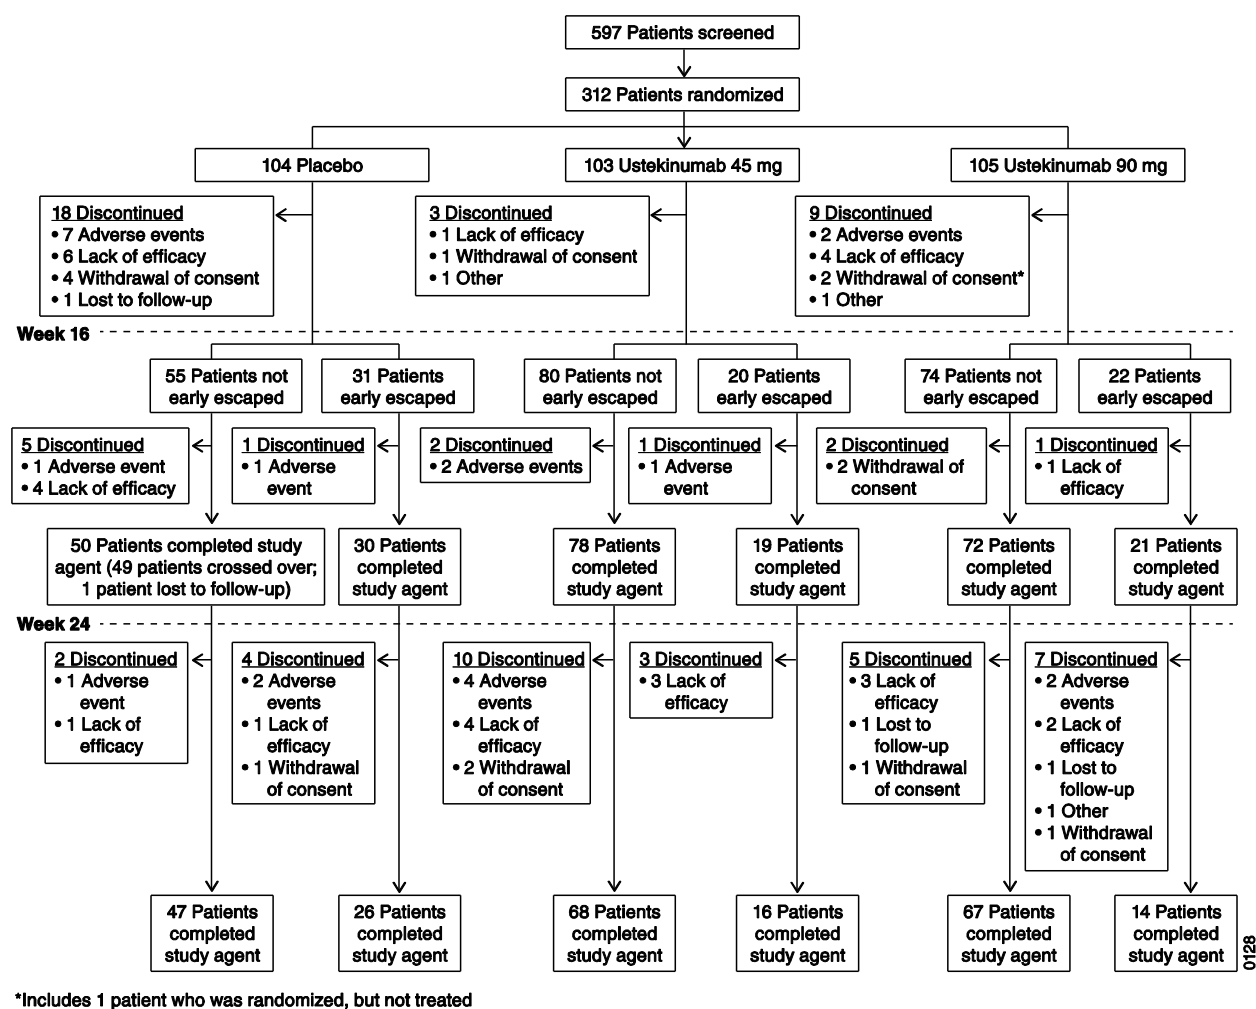 597 Patients screened
312 Patients randomized
104 Placebo
103 Ustekinumab 45 mg
105 Ustekinumab 90 mg
18 Discontinued
• 7 Adverse events
• 6 Lack of efficacy
• 4 Withdrawal of consent
• 1 Lost to follow-up
3 Discontinued
• 1 Lack of efficacy
• 1 Withdrawal of consent
• 1 Other
9 Discontinued
• 2 Adverse events
• 4 Lack of efficacy
• 2 Withdrawal of consent*
• 1 Other
Week 16
55 Patients not
early escaped
31 Patients
early escaped
80 Patients not
early escaped
20 Patients
early escaped
74 Patients not
early escaped
22 Patients
early escaped
5 Discontinued
• 1 Adverse event
• 4 Lack of efficacy
1 Discontinued
• 1 Adverse
event
2 Discontinued
• 2 Adverse events
1 Discontinued
• 1 Adverse
event
2 Discontinued
• 2 Withdrawal of
consent
1 Discontinued
• 1 Lack of
efficacy
50 Patients completed study
agent (49 patients crossed over;
1 patient lost to follow-up)
30 Patients
completed
study agent
78 Patients
completed
study agent
19 Patients
completed
study agent
72 Patients
completed
study agent
21 Patients
completed
study agent
Week 24
2 Discontinued
• 1 Adverse
event
• 1 Lack of
efficacy
4 Discontinued
• 2 Adverse
events
• 1 Lack of
efficacy
• 1 Withdrawal
of consent
10 Discontinued
• 4 Adverse
events
• 4 Lack of
efficacy
• 2 Withdrawal
of consent
3 Discontinued
• 3 Lack of
efficacy
5 Discontinued
• 3 Lack of
efficacy
• 1 Lost to
follow-up
• 1 Withdrawal
of consent
7 Discontinued
• 2 Adverse
events
• 2 Lack of
efficacy
• 1 Lost to
follow-up
• 1 Other
• 1 Withdrawal
of consent
47 Patients
completed
study agent
26 Patients
completed
study agent
68 Patients
completed
study agent
16 Patients
completed
study agent
67 Patients
completed
study agent
14 Patients
completed
study agent
0128
*Includes 1 patient who was randomized, but not treated